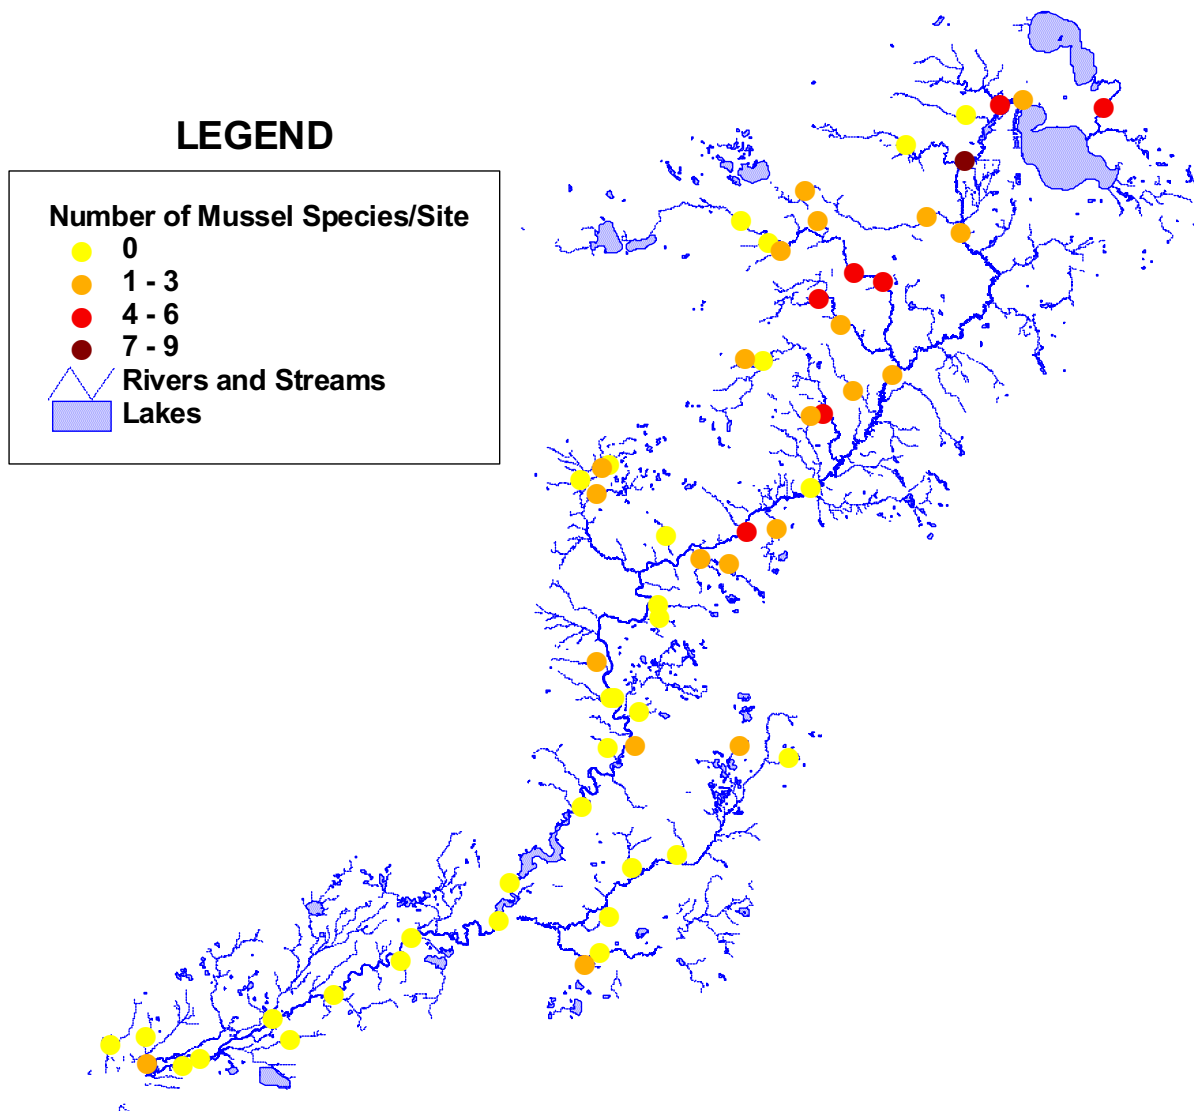 LEGEND
Number of Mussel Species/Site
0
1 - 3
4 - 6
7 - 9
Rivers and Streams
Lakes